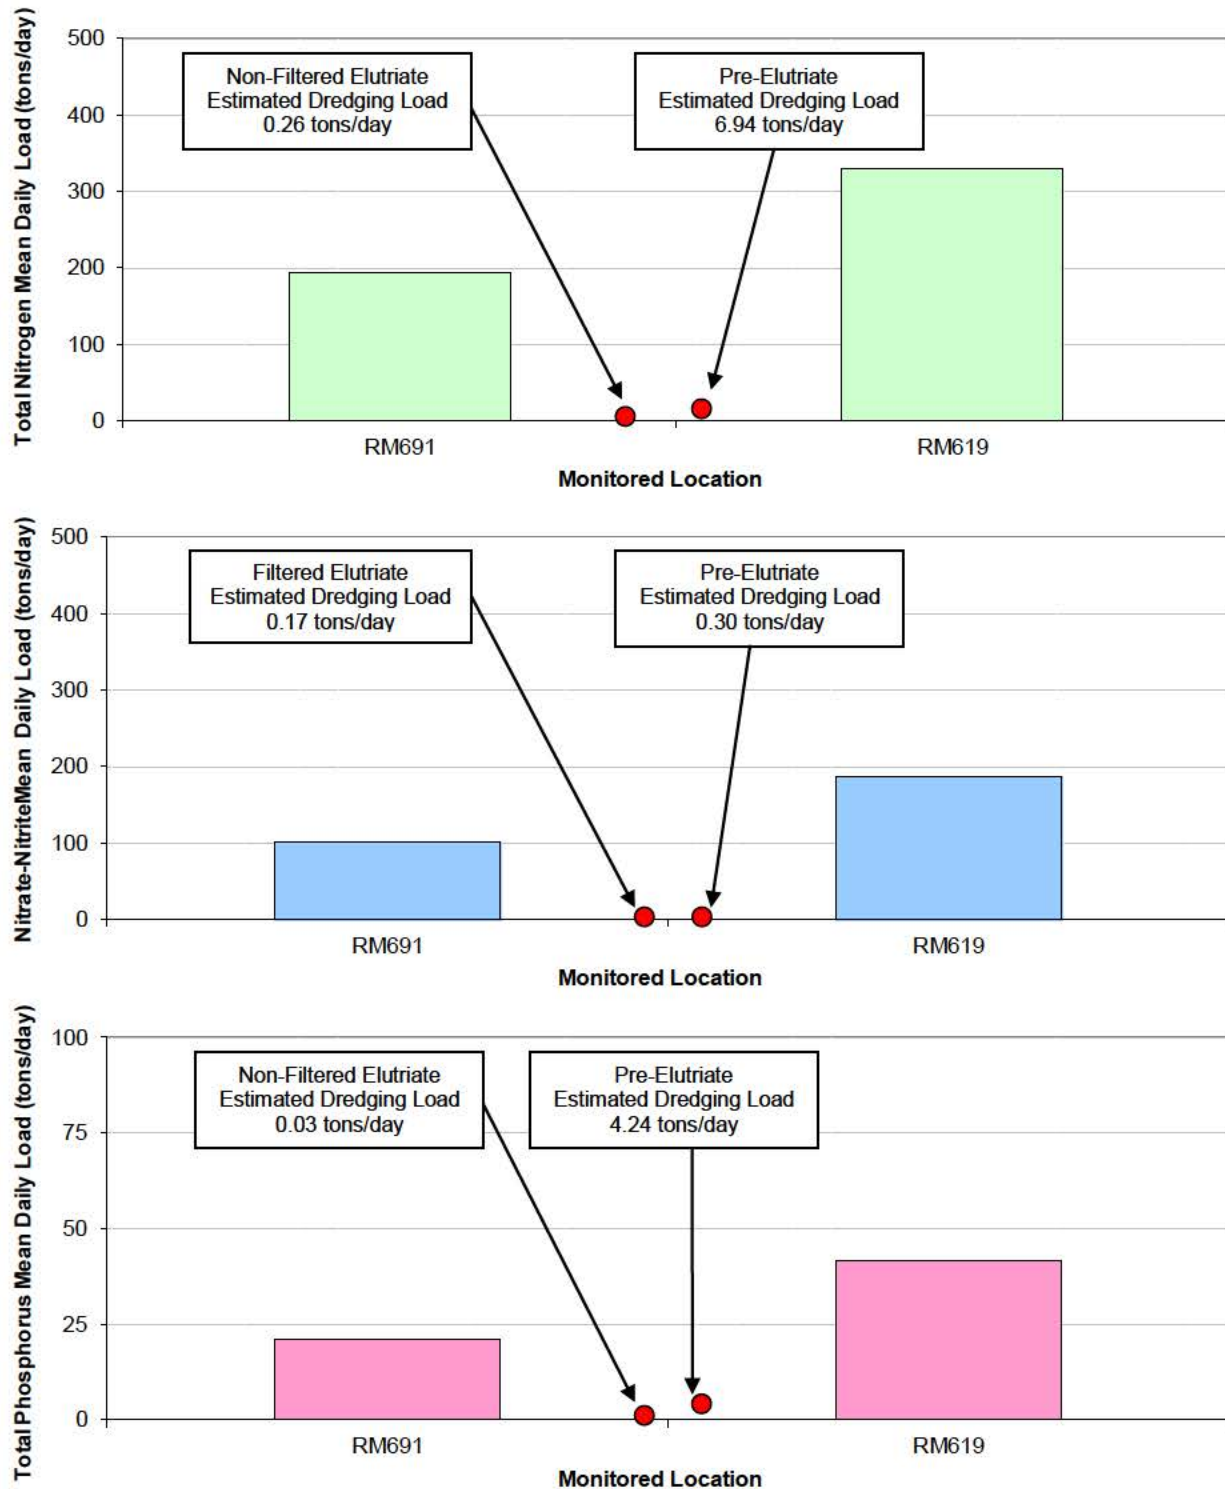 Total Nitrogen Mean Daily Load (tons/day)
500
400
300
200
100
0
Non-Filtered Elutriate
Estimated Dredging Load
0.26 tons/day
Pre-Elutriate
Estimated Dredging Load
6.94 tons/day
RM691
RM619
Monitored Location
Nitrate-NitriteMean Daily Load (tons/day)
500
400
300
200
100
0
Filtered Elutriate
Estimated Dredging Load
0.17 tons/day
Pre-Elutriate
Estimated Dredging Load
0.30 tons/day
RM691
RM619
Monitored Location
Total Phosphorus Mean Daily Load (tons/day)
100
75
50
25
0
Non-Filtered Elutriate
Estimated Dredging Load
0.03 tons/day
Pre-Elutriate
Estimated Dredging Load
4.24 tons/day
RM691
RM619
Monitored Location